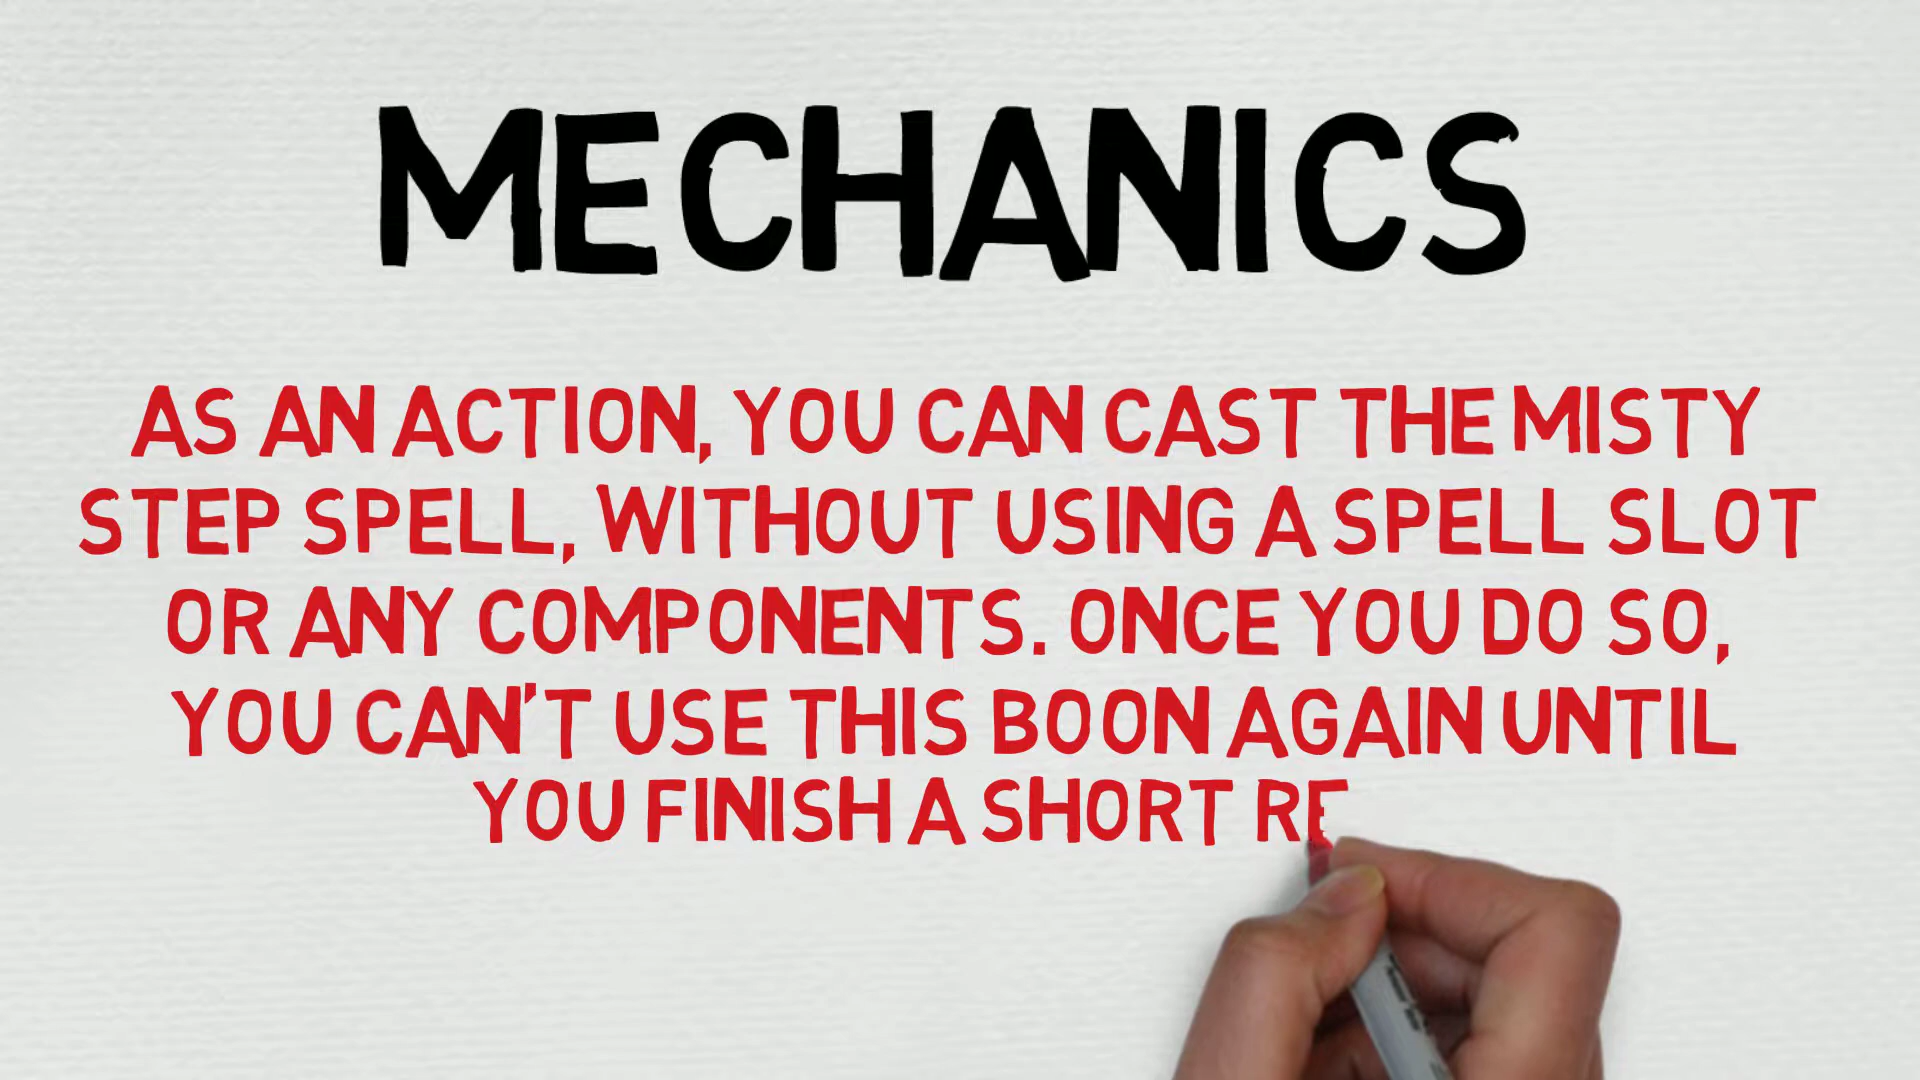 MECHANICS
AS AN ACTION, YOU CAN CAST THE MISTY
STEP SPELL, WITHOUT USING A SPELL SLOT
OR ANY COMPONENTS. ONCE YOU DO SO,
YOU CAN'T USE THIS BOON AGAIN UNTIL
YOU FINISH A SHORT RE